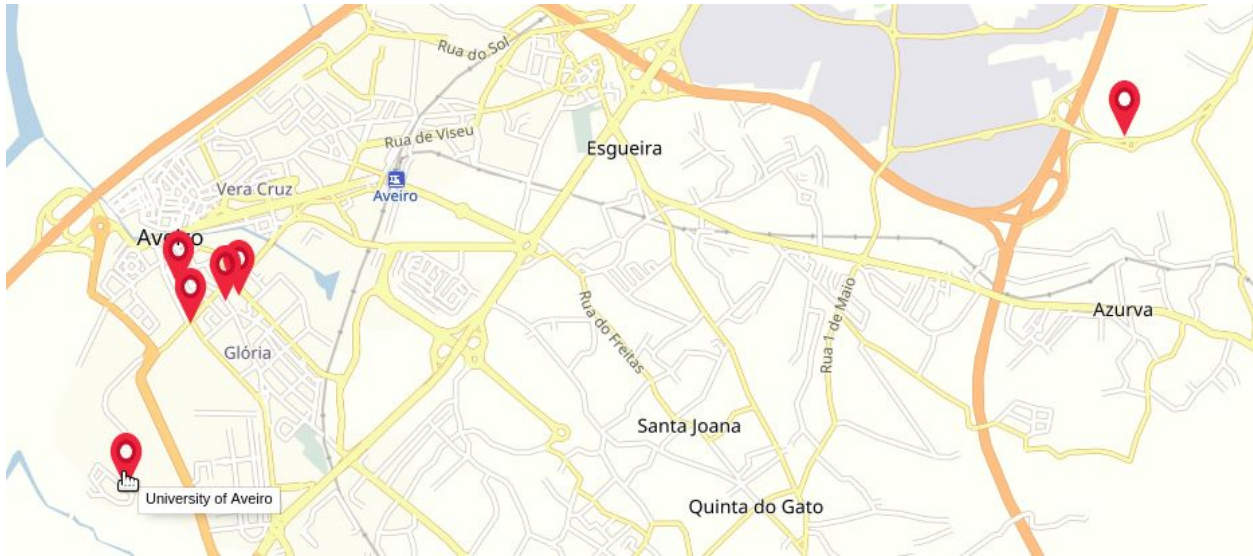 Rua do Sol
Rua de Viseu
Esgueira
Vera Cruz
Aveiro
Aveiro
Azurva
Rua do Freitas
Rua 1 de Maio
Glória
Santa Joana
University of Aveiro
Quinta do Gato